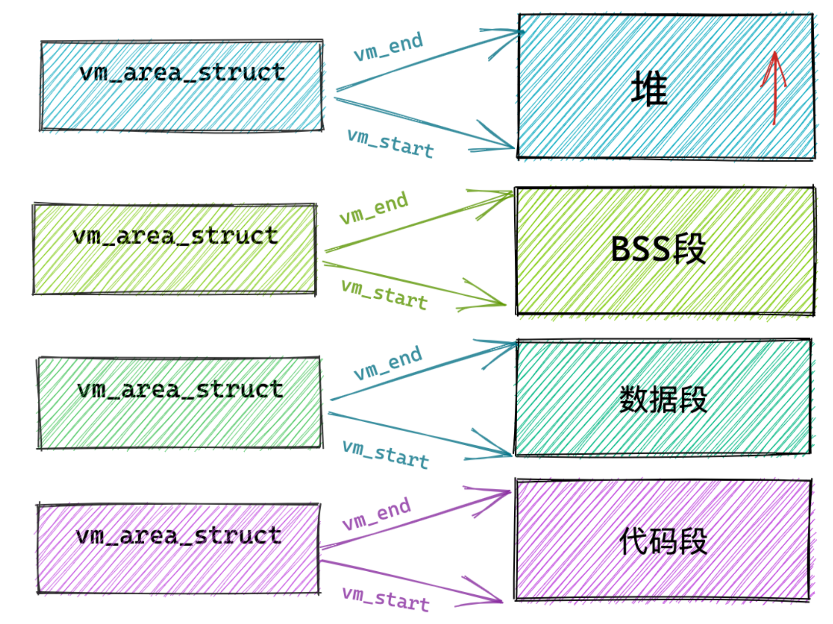 vm_area_struct
vm_end
vm_start
堆
vm_area_struct
vm_end
vm_start
BSS段
vm_area_struct
vm_end
vm_start
数据段
vm_area_struct
vm_end
vm_start
代码段